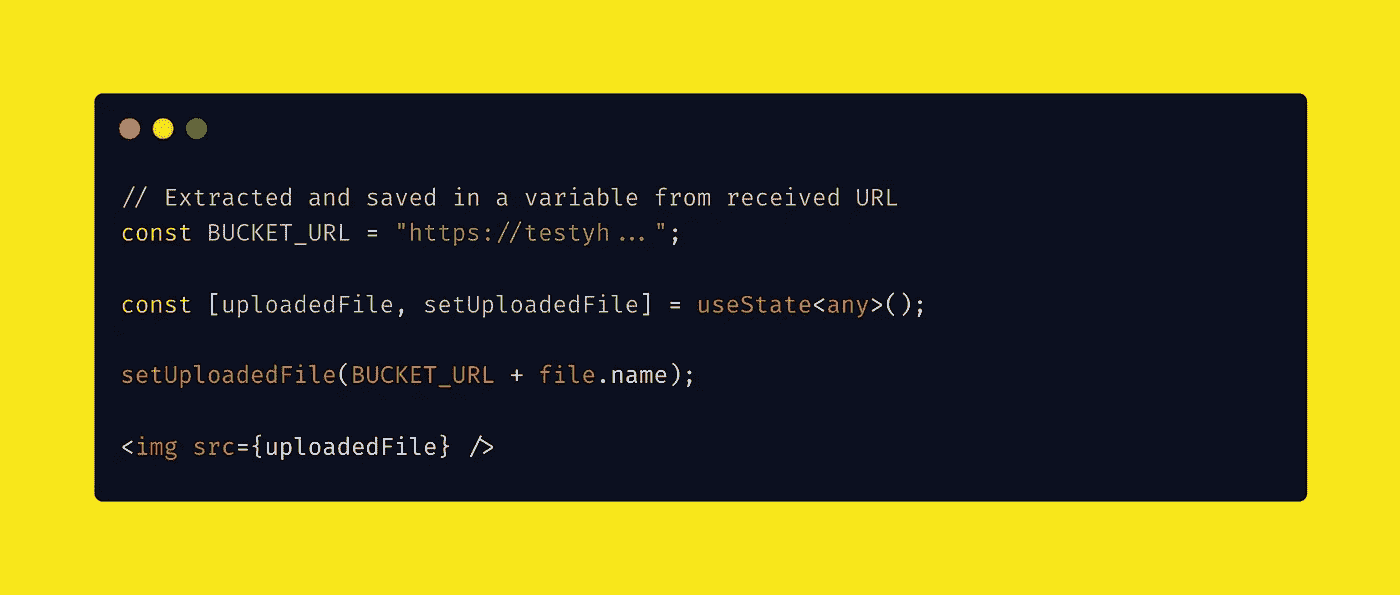 // Extracted and saved in a variable from received URL
const BUCKET_URL = "https://testyh...";
const [uploadedFile, setUploadedFile] = useState<any>();
setUploadedFile(BUCKET_URL + file.name);
<img src={uploadedFile} />